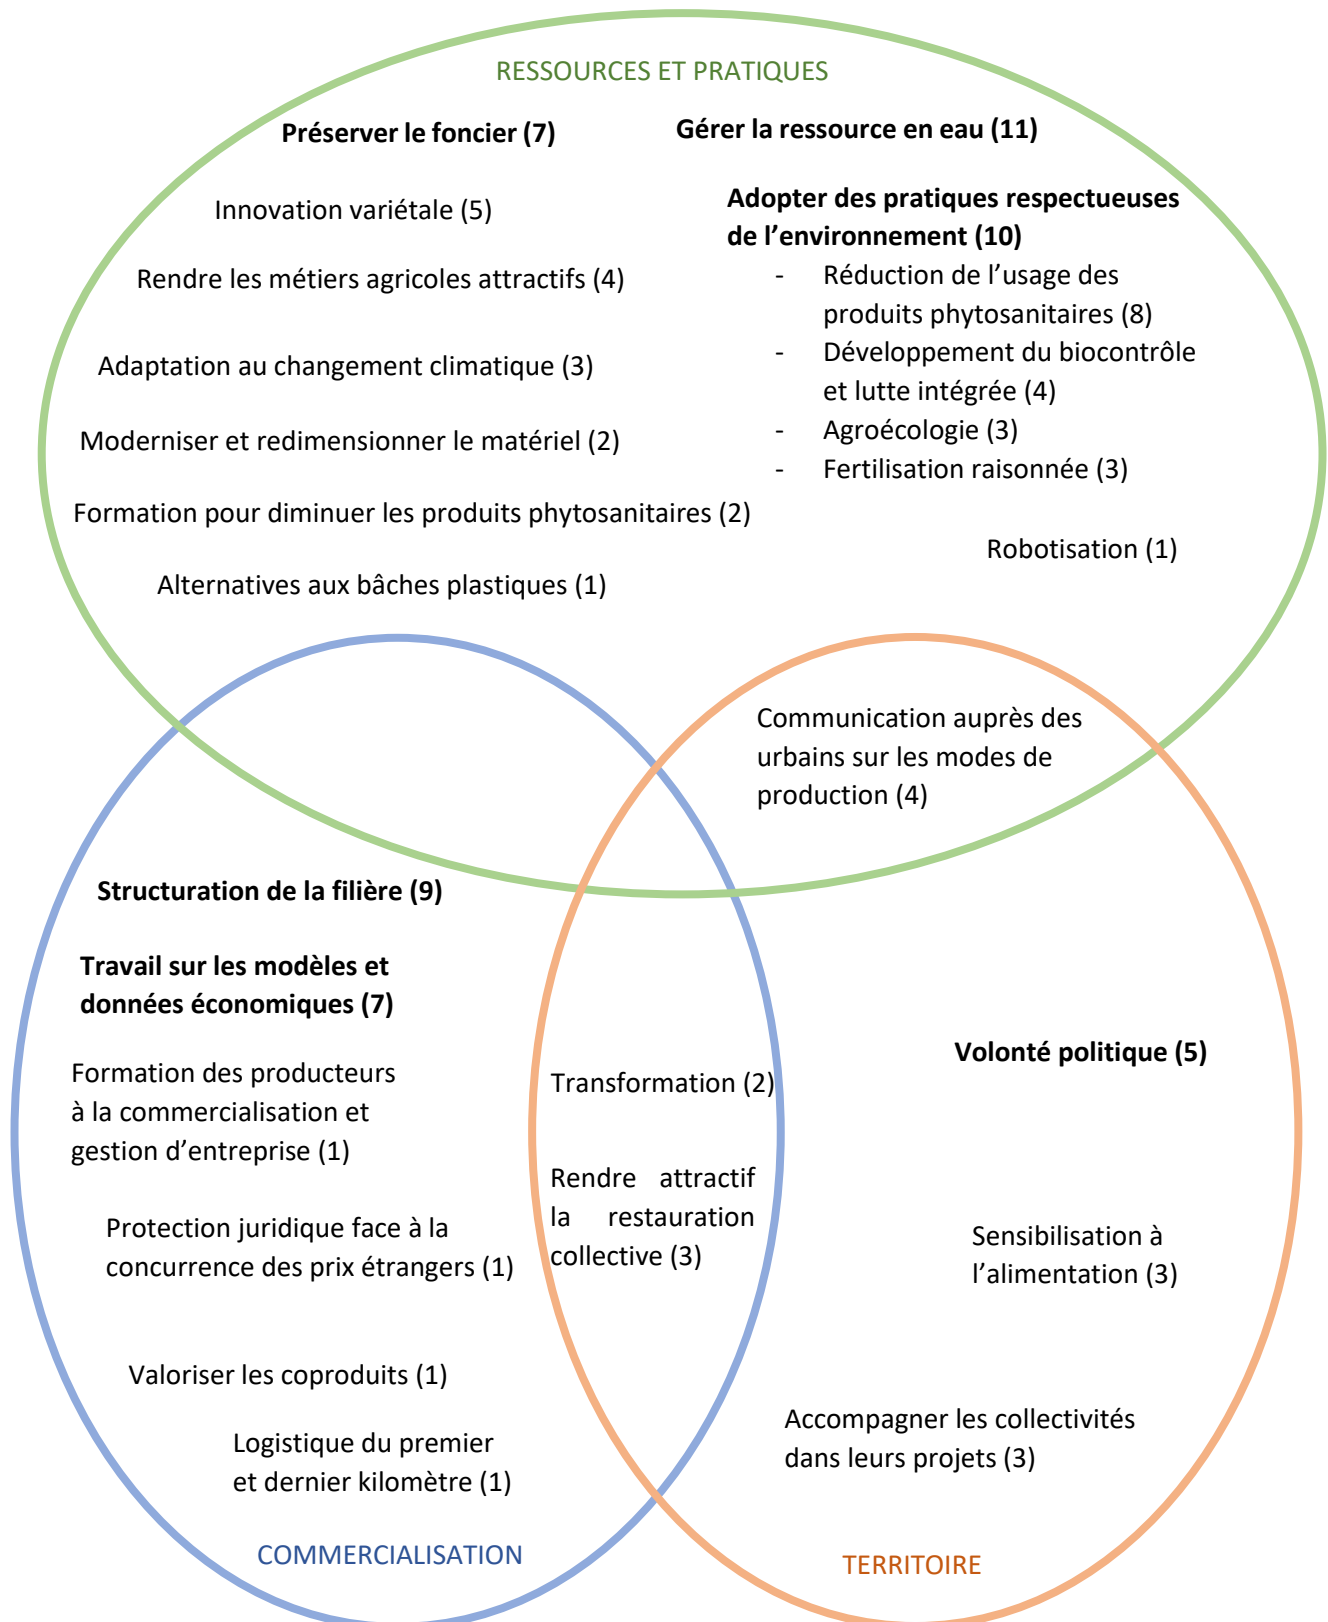 RESSOURCES ET PRATIQUES
Préserver le foncier (7)
Gérer la ressource en eau (11)
Innovation variétale (5)
Rendre les métiers agricoles attractifs (4)
Adaptation au changement climatique (3)
Moderniser et redimensionner le matériel (2)
Formation pour diminuer les produits phytosanitaires (2)
Alternatives aux bâches plastiques (1)
Adopter des pratiques respectueuses
de l’environnement (10)
- Réduction de l’usage des
produits phytosanitaires (8)
- Développement du biocontrôle
et lutte intégrée (4)
- Agroécologie (3)
- Fertilisation raisonnée (3)
Robotisation (1)
Communication auprès des
urbains sur les modes de
production (4)
Structuration de la filière (9)
Travail sur les modèles et
données économiques (7)
Formation des producteurs
à la commercialisation et
gestion d’entreprise (1)
Protection juridique face à la
concurrence des prix étrangers (1)
Valoriser les coproduits (1)
Logistique du premier
et dernier kilomètre (1)
COMMERCIALISATION
Transformation (2)
Rendre attractif
la restauration
collective (3)
Volonté politique (5)
Sensibilisation à
l’alimentation (3)
Accompagner les collectivités
dans leurs projets (3)
TERRITOIRE